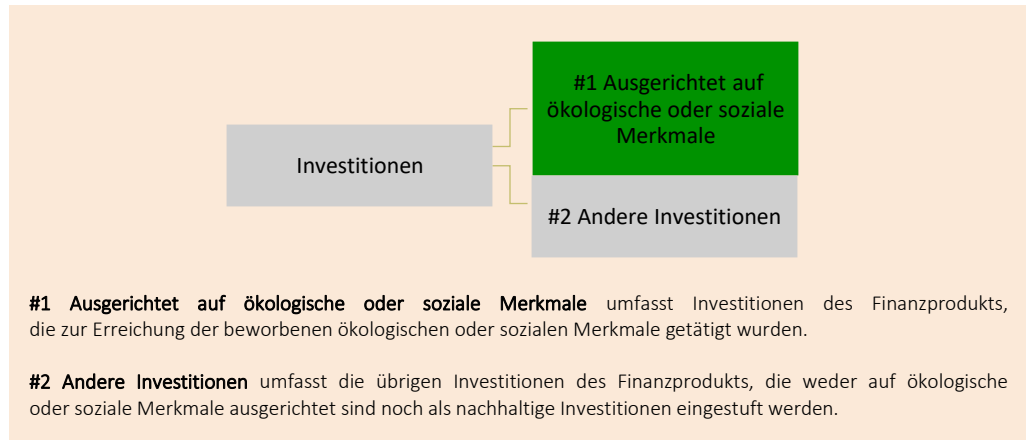 #1 Ausgerichtet auf
ökologische oder soziale
Merkmale
Investitionen
#2 Andere Investitionen
#1 Ausgerichtet auf ökologische oder soziale Merkmale umfasst Investitionen des Finanzprodukts,
die zur Erreichung der beworbenen ökologischen oder sozialen Merkmale getätigt wurden.
#2 Andere Investitionen umfasst die übrigen Investitionen des Finanzprodukts, die weder auf ökologische
oder soziale Merkmale ausgerichtet sind noch als nachhaltige Investitionen eingestuft werden.